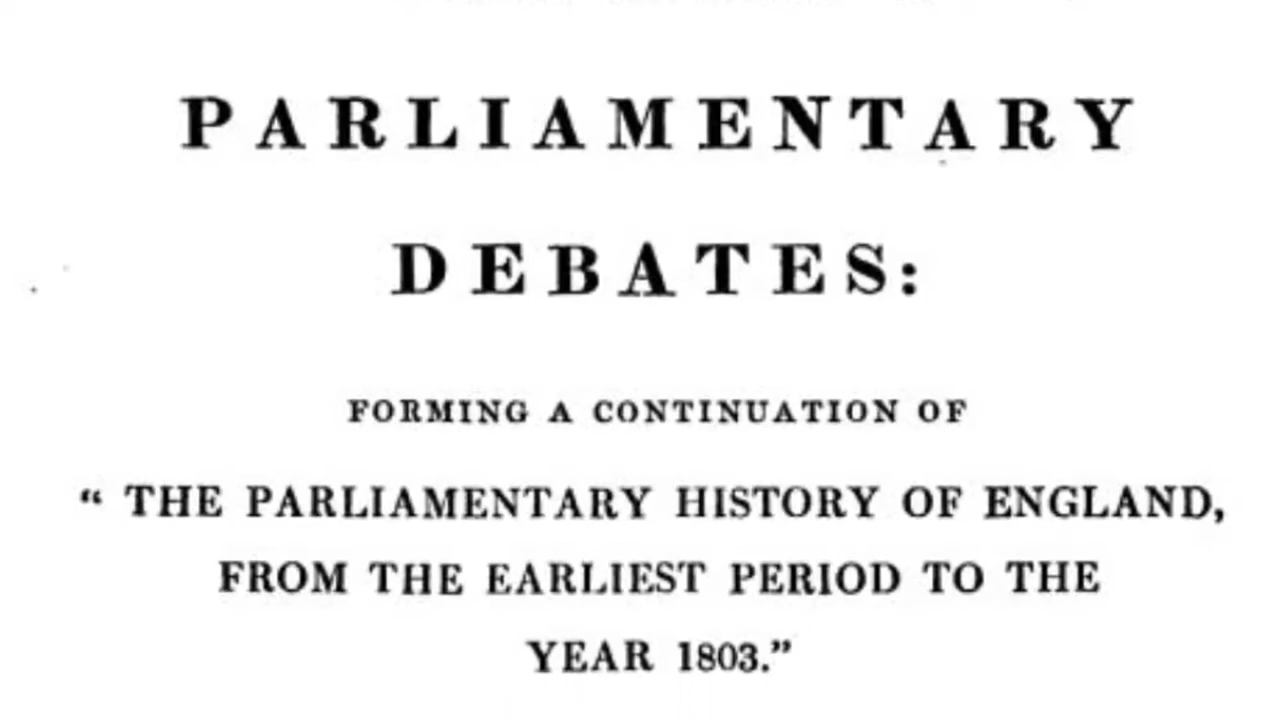 PARLIAMENTARY
DEBATES:
FORMING A CONTINUATION OF
“ THE PARLIAMENTARY HISTORY OF ENGLAND,
FROM THE EARLIEST PERIOD TO THE
YEAR 1803.”